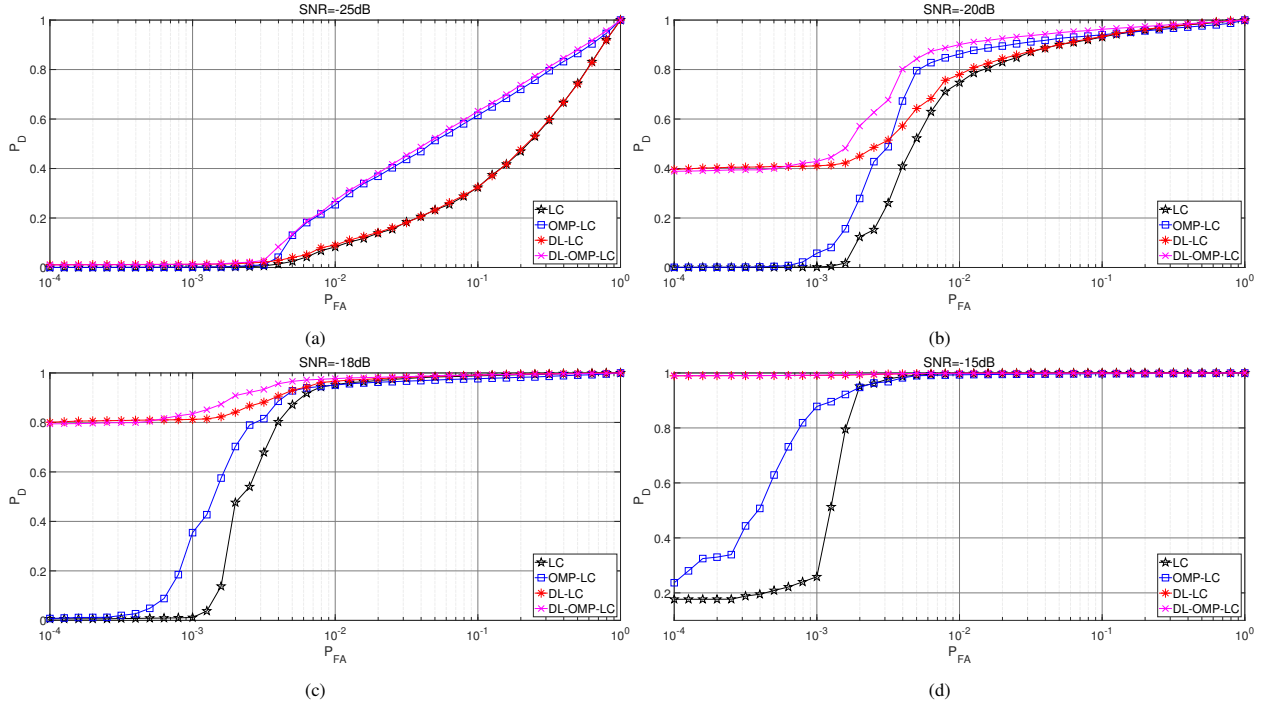 SNR=-25dB
1
0.8
0.6
0.4
0.2
0
P_D
10^-4
10^-3
10^-2
10^-1
10^0
P_FA
LC
OMP-LC
DL-LC
DL-OMP-LC
(a)
SNR=-20dB
1
0.8
0.6
0.4
0.2
0
P_D
10^-4
10^-3
10^-2
10^-1
10^0
P_FA
LC
OMP-LC
DL-LC
DL-OMP-LC
(b)
SNR=-18dB
1
0.8
0.6
0.4
0.2
0
P_D
10^-4
10^-3
10^-2
10^-1
10^0
P_FA
LC
OMP-LC
DL-LC
DL-OMP-LC
(c)
SNR=-15dB
1
0.8
0.6
0.4
0.2
P_D
10^-4
10^-3
10^-2
10^-1
10^0
P_FA
LC
OMP-LC
DL-LC
DL-OMP-LC
(d)